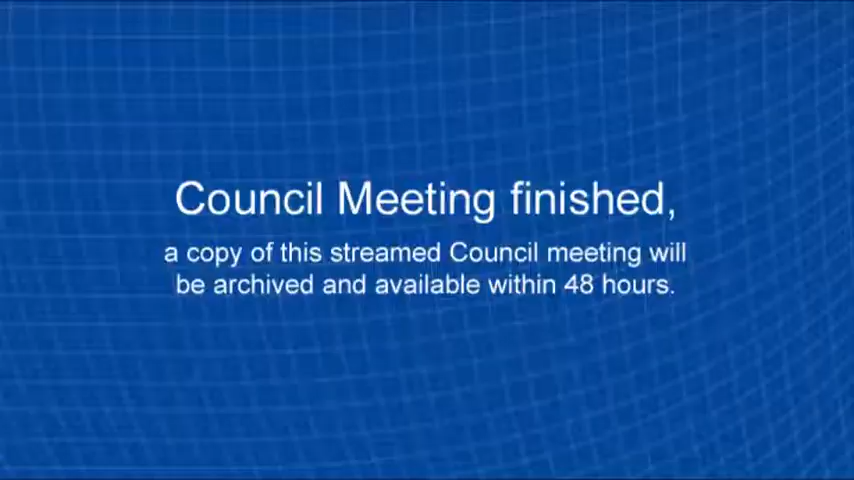 Council Meeting finished,
a copy of this streamed Council meeting will
be archived and available within 48 hours.